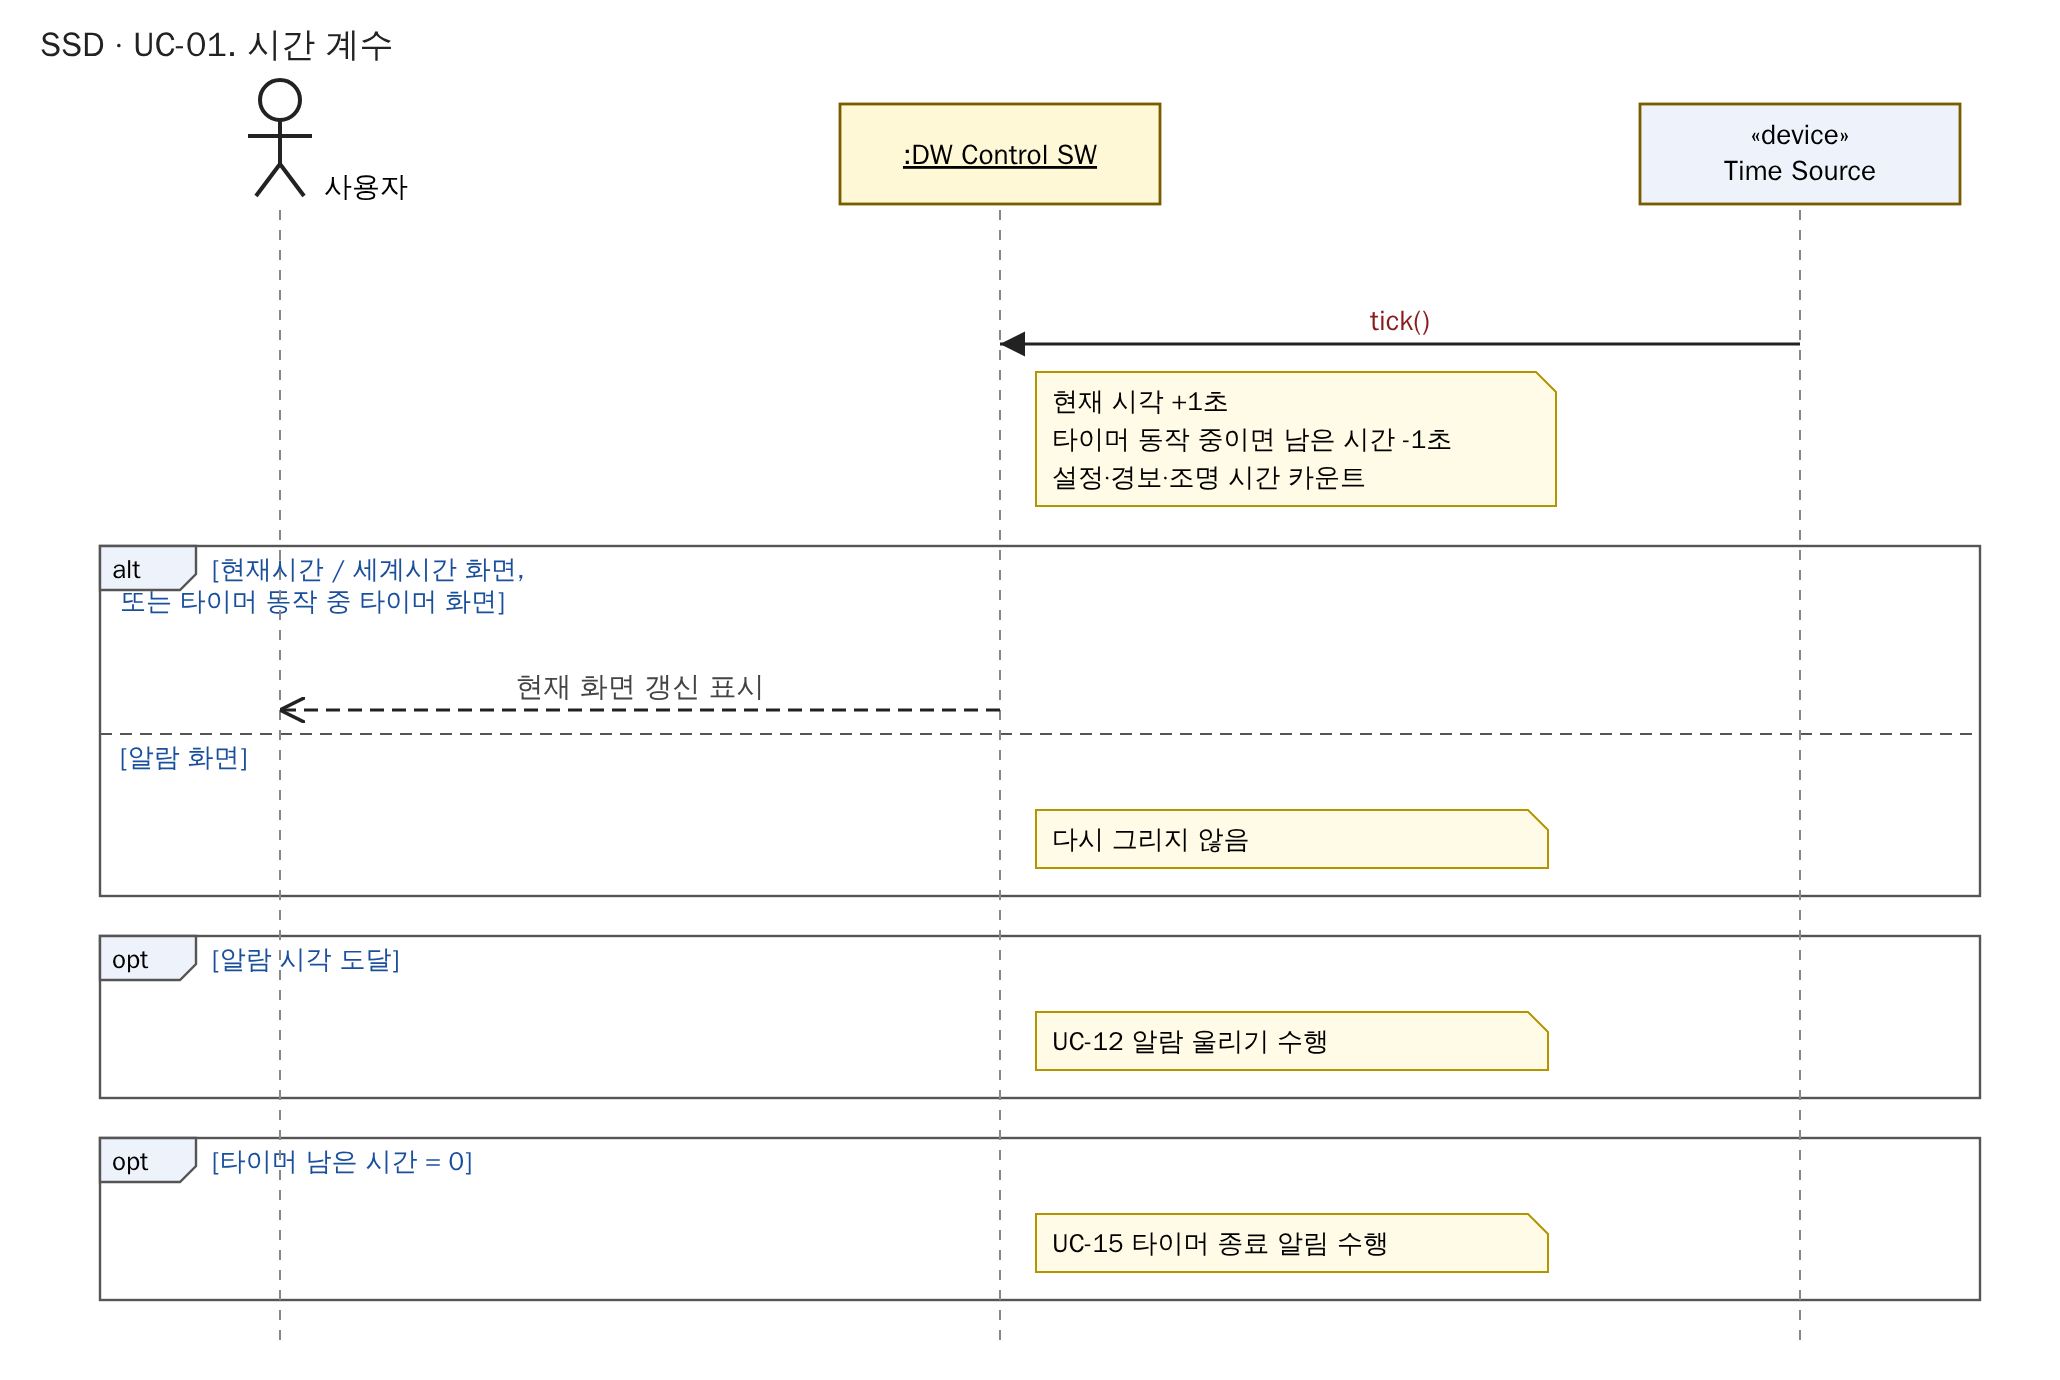 SSD · UC-01. 시간 계수
사용자
:DW Control SW
«device»
Time Source
tick()
현재 시각 +1초
타이머 동작 중이면 남은 시간 -1초
설정·경보·조명 시간 카운트
alt
[현재시간 / 세계시간 화면,
또는 타이머 동작 중 타이머 화면]
현재 화면 갱신 표시
[알람 화면]
다시 그리지 않음
opt
[알람 시각 도달]
UC-12 알람 울리기 수행
opt
[타이머 남은 시간 = 0]
UC-15 타이머 종료 알림 수행